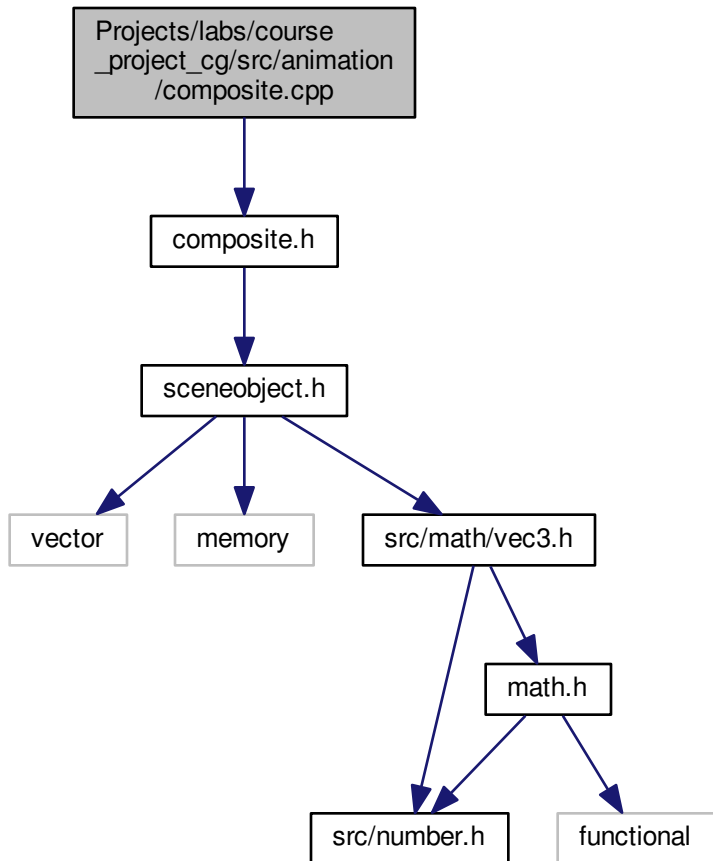 Projects/labs/course
_project_cg/src/animation
/composite.cpp
composite.h
sceneobject.h
vector
memory
src/math/vec3.h
math.h
src/number.h
functional